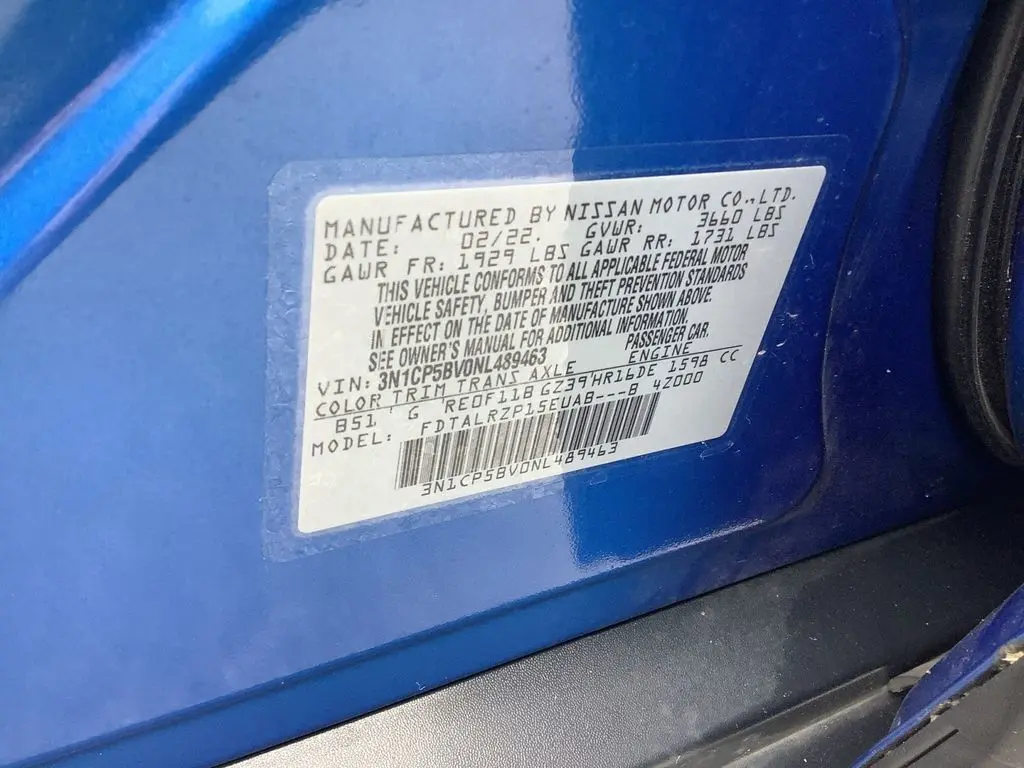 MANUFACTURED BY NISSAN MOTOR CO.,LTD.
DATE: 02/22. GVWR: 3660 LBS
GAWR FR: 1929 LBS GAWR RR: 1731 LBS
THIS VEHICLE CONFORMS TO ALL APPLICABLE FEDERAL MOTOR
VEHICLE SAFETY, BUMPER AND THEFT PREVENTION STANDARDS
IN EFFECT ON THE DATE OF MANUFACTURE SHOWN ABOVE.
SEE OWNER'S MANUAL FOR ADDITIONAL INFORMATION.
VIN: 3N1CP5BV0NL489463 PASSENGER CAR.
COLOR TRIM TRANS AXLE ENGINE
B51 G RE0F11B GZ39 HR16DE 1598 CC
MODEL: FDTALRZP15EUAB---B 4Z000
3N1CP5BV0NL489463